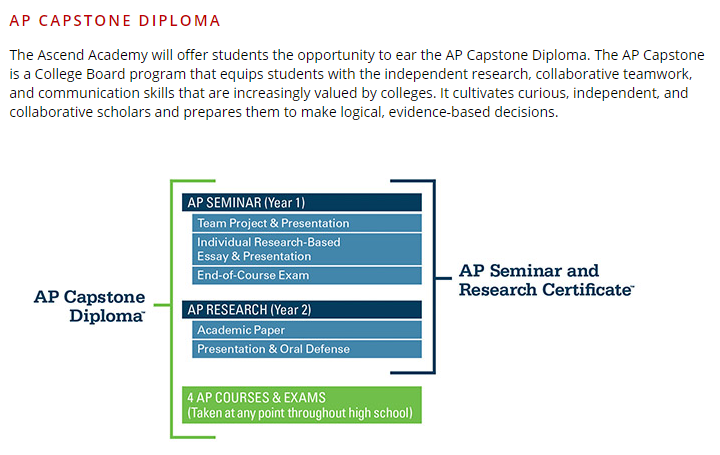 AP CAPSTONE DIPLOMA
The Ascend Academy will offer students the opportunity to ear the AP Capstone Diploma. The AP Capstone
is a College Board program that equips students with the independent research, collaborative teamwork,
and communication skills that are increasingly valued by colleges. It cultivates curious, independent, and
collaborative scholars and prepares them to make logical, evidence-based decisions.
AP Capstone
Diploma™
AP SEMINAR (Year 1)
Team Project & Presentation
Individual Research-Based
Essay & Presentation
End-of-Course Exam
AP RESEARCH (Year 2)
Academic Paper
Presentation & Oral Defense
4 AP COURSES & EXAMS
(Taken at any point throughout high school)
AP Seminar and
Research Certificate™